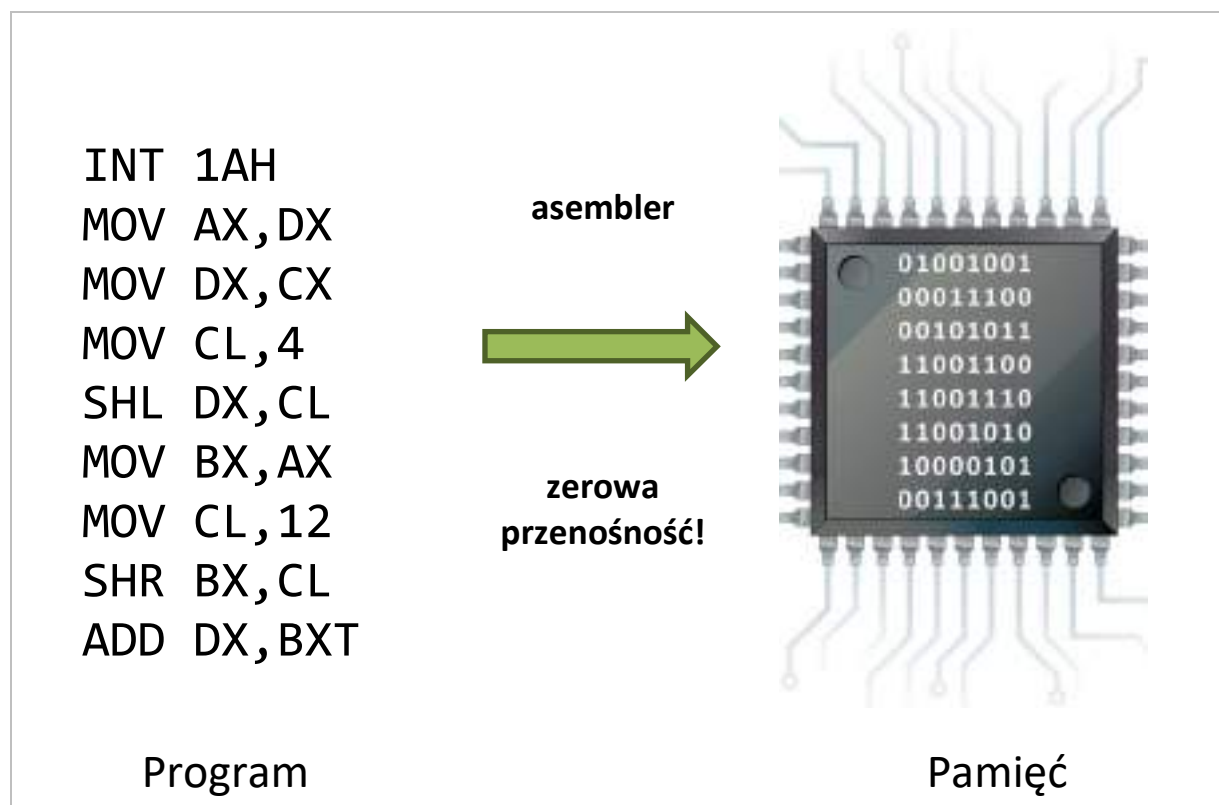 INT 1AH
MOV AX,DX
MOV DX,CX
MOV CL,4
SHL DX,CL
MOV BX,AX
MOV CL,12
SHR BX,CL
ADD DX,BXT
Program
asembler
zerowa
przenośność!
01001001
00011100
00101011
11001100
11001110
11001010
10000101
00111001
Pamięć